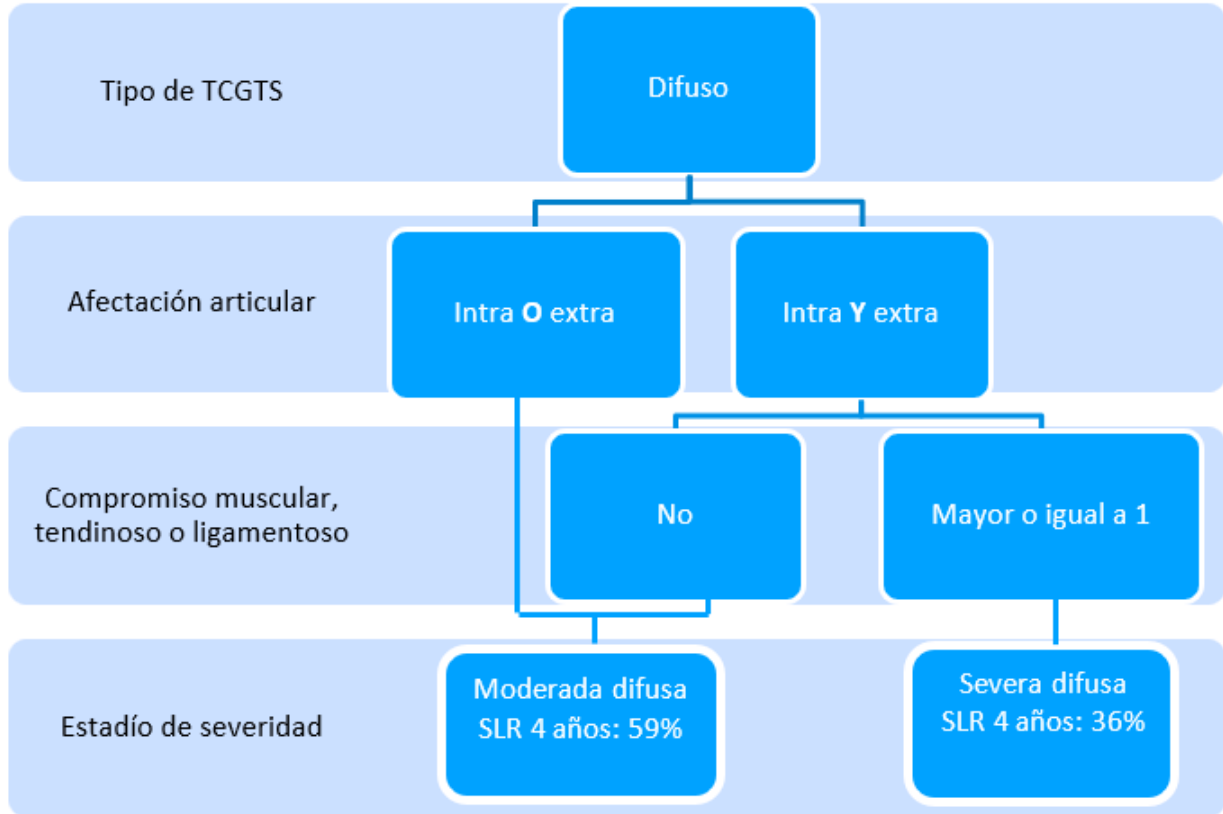 Tipo de TCGTS
Difuso
Afectación articular
Intra O extra
Intra Y extra
Compromiso muscular,
tendinoso o ligamentoso
No
Mayor o igual a 1
Estadío de severidad
Moderada difusa
SLR 4 años: 59%
Severa difusa
SLR 4 años: 36%